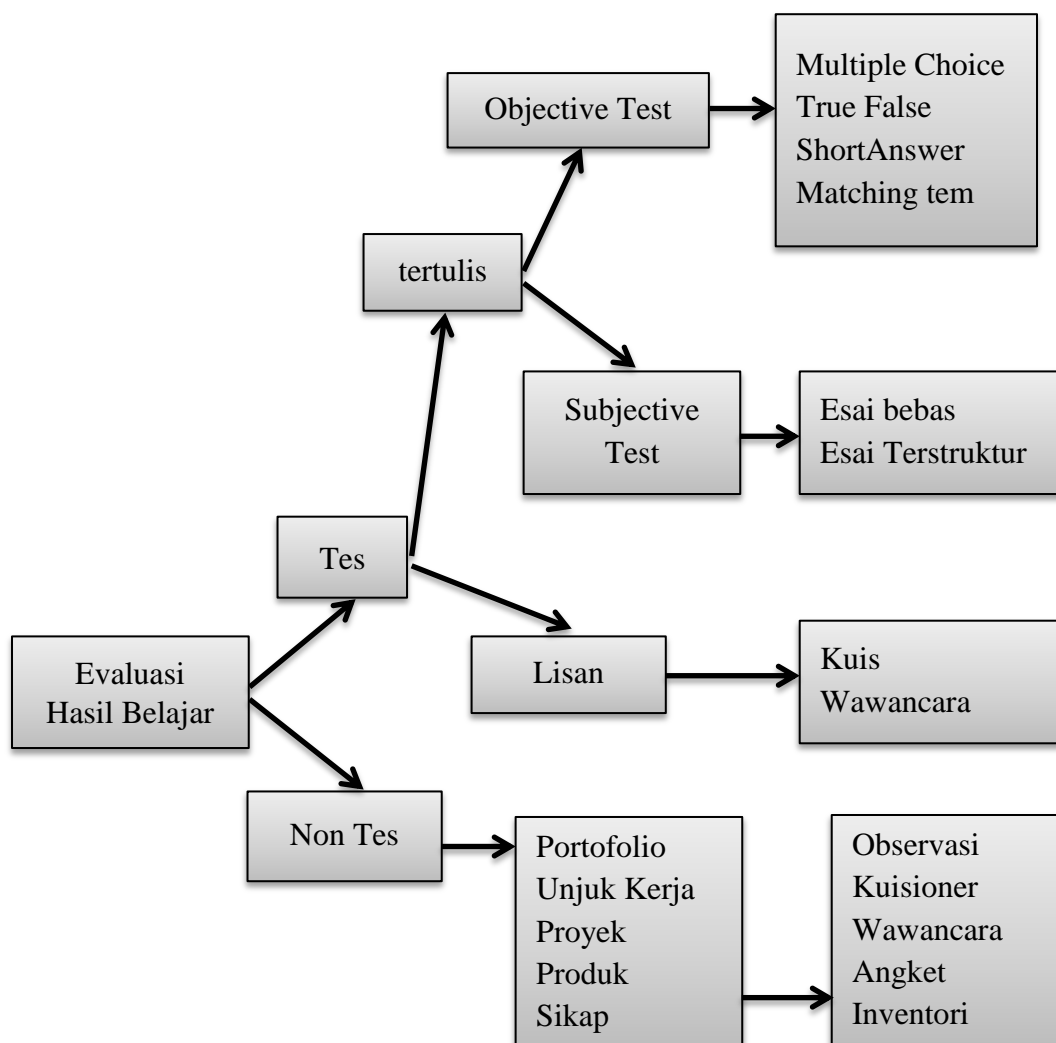 Multiple Choice
True False
ShortAnswer
Matching tem
Objective Test
tertulis
Subjective
Test
Esai bebas
Esai Terstruktur
Tes
Lisan
Kuis
Wawancara
Evaluasi
Hasil Belajar
Non Tes
Portofolio
Unjuk Kerja
Proyek
Produk
Sikap
Observasi
Kuisioner
Wawancara
Angket
Inventori